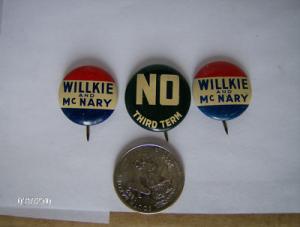 WILLKIE
AND
McNARY
NO
THIRD TERM
WILLKIE
AND
McNARY